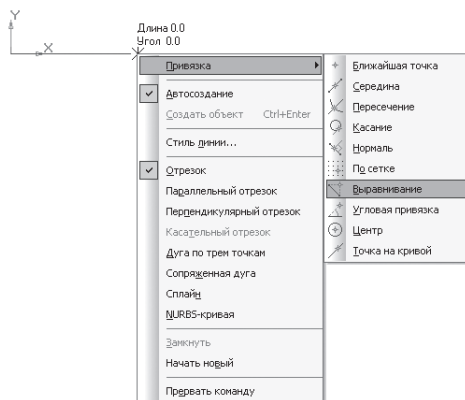 Y
X
Длина 0.0
Угол 0.0
Привязка
Автосоздание
Создать объект Ctrl+Enter
Стиль линии...
Отрезок
Параллельный отрезок
Перпендикулярный отрезок
Касательный отрезок
Дуга по трем точкам
Сопряженная дуга
Сплайн
NURBS-кривая
Замкнуть
Начать новый
Прервать команду
Ближайшая точка
Середина
Пересечение
Касание
Нормаль
По сетке
Выравнивание
Угловая привязка
Центр
Точка на кривой